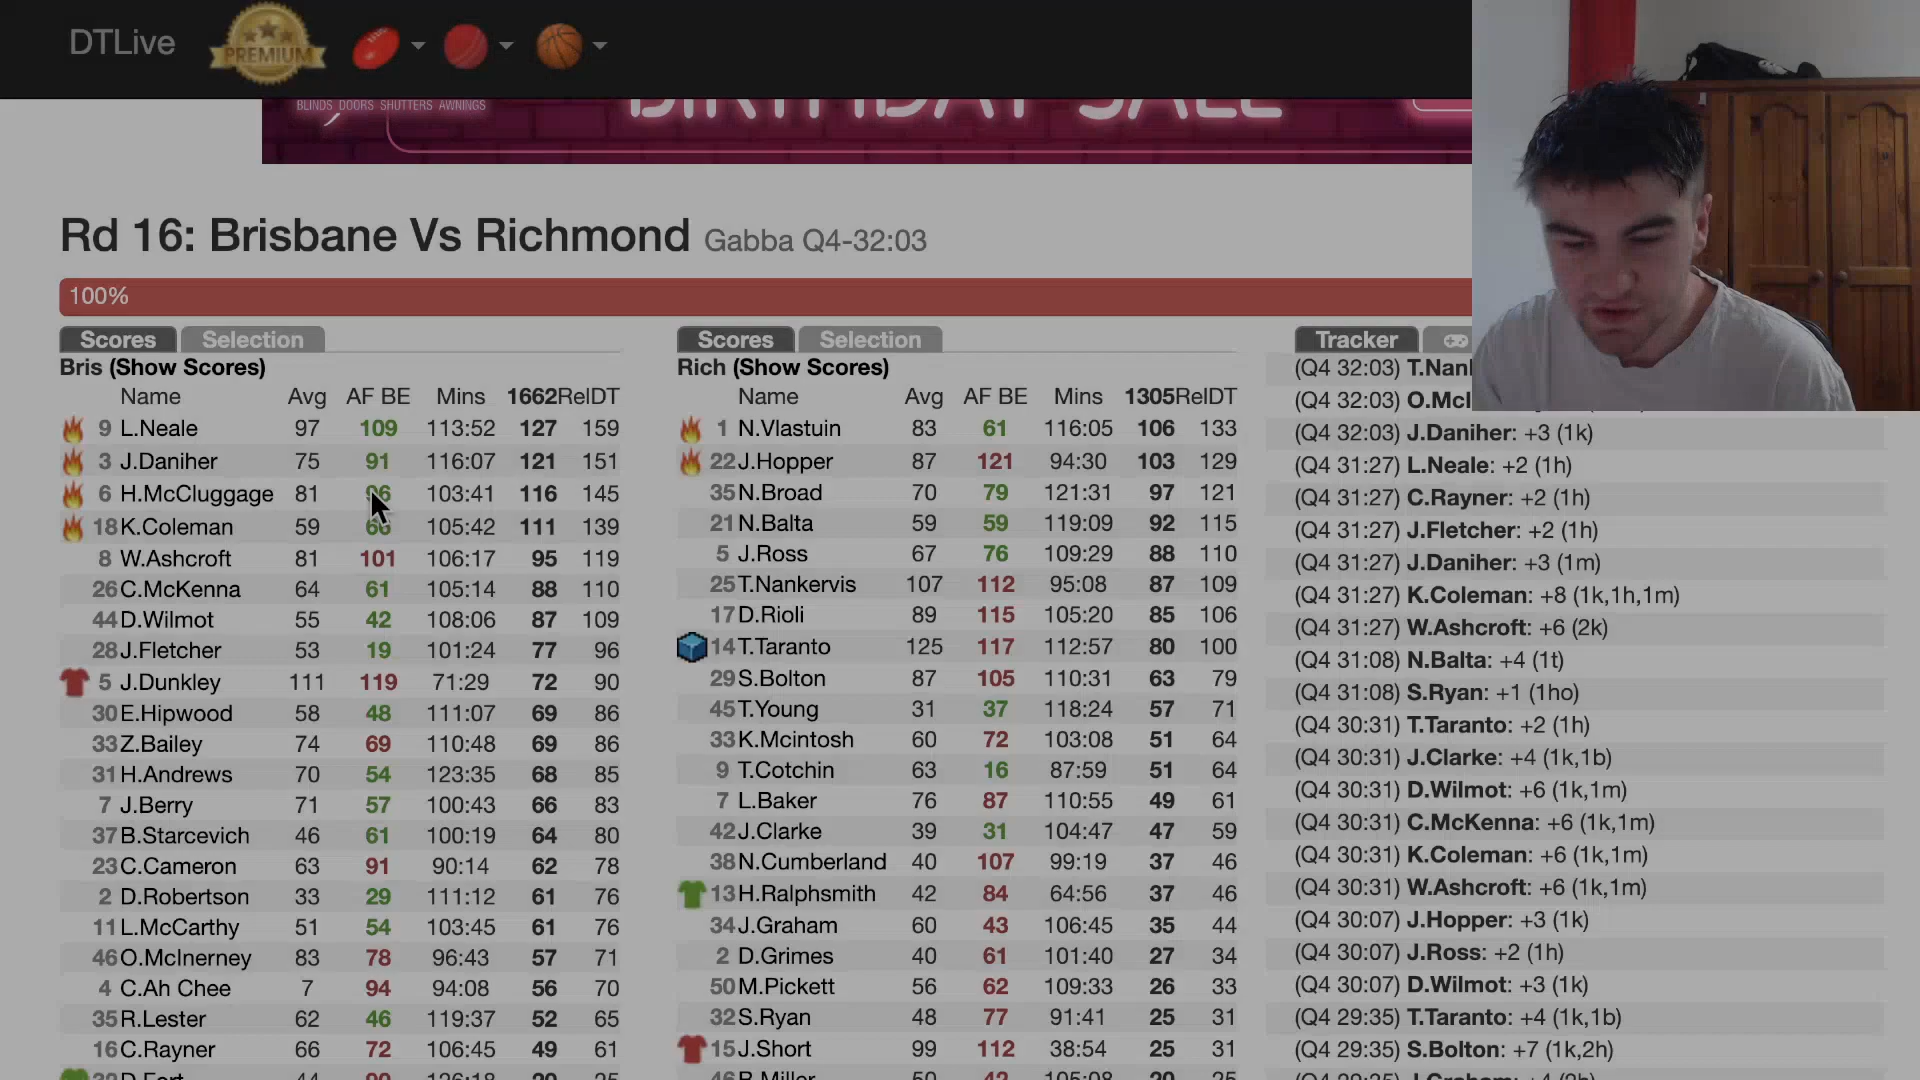 DTLive
PREMIUM
BLINDS DOORS SHUTTERS AWNINGS
BIRTHDAY SALE
Rd 16: Brisbane Vs Richmond Gabba Q4-32:03
100%
Scores Selection
Bris (Show Scores)
Name Avg AF BE Mins 1662 RelDT
9 L.Neale 97 109 113:52 127 159
3 J.Daniher 75 91 116:07 121 151
6 H.McCluggage 81 96 103:41 116 145
18 K.Coleman 59 66 105:42 111 139
8 W.Ashcroft 81 101 106:17 95 119
26 C.McKenna 64 61 105:14 88 110
44 D.Wilmot 55 42 108:06 87 109
28 J.Fletcher 53 19 101:24 77 96
5 J.Dunkley 111 119 71:29 72 90
30 E.Hipwood 58 48 111:07 69 86
33 Z.Bailey 74 69 110:48 69 86
31 H.Andrews 70 54 123:35 68 85
7 J.Berry 71 57 100:43 66 83
37 B.Starcevich 46 61 100:19 64 80
23 C.Cameron 63 91 90:14 62 78
2 D.Robertson 33 29 111:12 61 76
11 L.McCarthy 51 54 103:45 61 76
46 O.McInerney 83 78 96:43 57 71
4 C.Ah Chee 7 94 94:08 56 70
35 R.Lester 62 46 119:37 52 65
16 C.Rayner 66 72 106:45 49 61
Scores Selection
Rich (Show Scores)
Name Avg AF BE Mins 1305 RelDT
1 N.Vlastuin 83 61 116:05 106 133
22 J.Hopper 87 121 94:30 103 129
35 N.Broad 70 79 121:31 97 121
21 N.Balta 59 59 119:09 92 115
5 J.Ross 67 76 109:29 88 110
25 T.Nankervis 107 112 95:08 87 109
17 D.Rioli 89 115 105:20 85 106
14 T.Taranto 125 117 112:57 80 100
29 S.Bolton 87 105 110:31 63 79
45 T.Young 31 37 118:24 57 71
33 K.Mcintosh 60 72 103:08 51 64
9 T.Cotchin 63 16 87:59 51 64
7 L.Baker 76 87 110:55 49 61
42 J.Clarke 39 31 104:47 47 59
38 N.Cumberland 40 107 99:19 37 46
13 H.Ralphsmith 42 84 64:56 37 46
34 J.Graham 60 43 106:45 35 44
2 D.Grimes 40 61 101:40 27 34
50 M.Pickett 56 62 109:33 26 33
32 S.Ryan 48 77 91:41 25 31
15 J.Short 99 112 38:54 25 31
Tracker
(Q4 32:03) T.Nan
(Q4 32:03) O.Mc
(Q4 32:03) J.Daniher: +3 (1k)
(Q4 31:27) L.Neale: +2 (1h)
(Q4 31:27) C.Rayner: +2 (1h)
(Q4 31:27) J.Fletcher: +2 (1h)
(Q4 31:27) J.Daniher: +3 (1m)
(Q4 31:27) K.Coleman: +8 (1k,1h,1m)
(Q4 31:27) W.Ashcroft: +6 (2k)
(Q4 31:08) N.Balta: +4 (1t)
(Q4 31:08) S.Ryan: +1 (1ho)
(Q4 30:31) T.Taranto: +2 (1h)
(Q4 30:31) J.Clarke: +4 (1k,1b)
(Q4 30:31) D.Wilmot: +6 (1k,1m)
(Q4 30:31) C.McKenna: +6 (1k,1m)
(Q4 30:31) K.Coleman: +6 (1k,1m)
(Q4 30:31) W.Ashcroft: +6 (1k,1m)
(Q4 30:07) J.Hopper: +3 (1k)
(Q4 30:07) J.Ross: +2 (1h)
(Q4 30:07) D.Wilmot: +3 (1k)
(Q4 29:35) T.Taranto: +4 (1k,1b)
(Q4 29:35) S.Bolton: +7 (1k,2h)